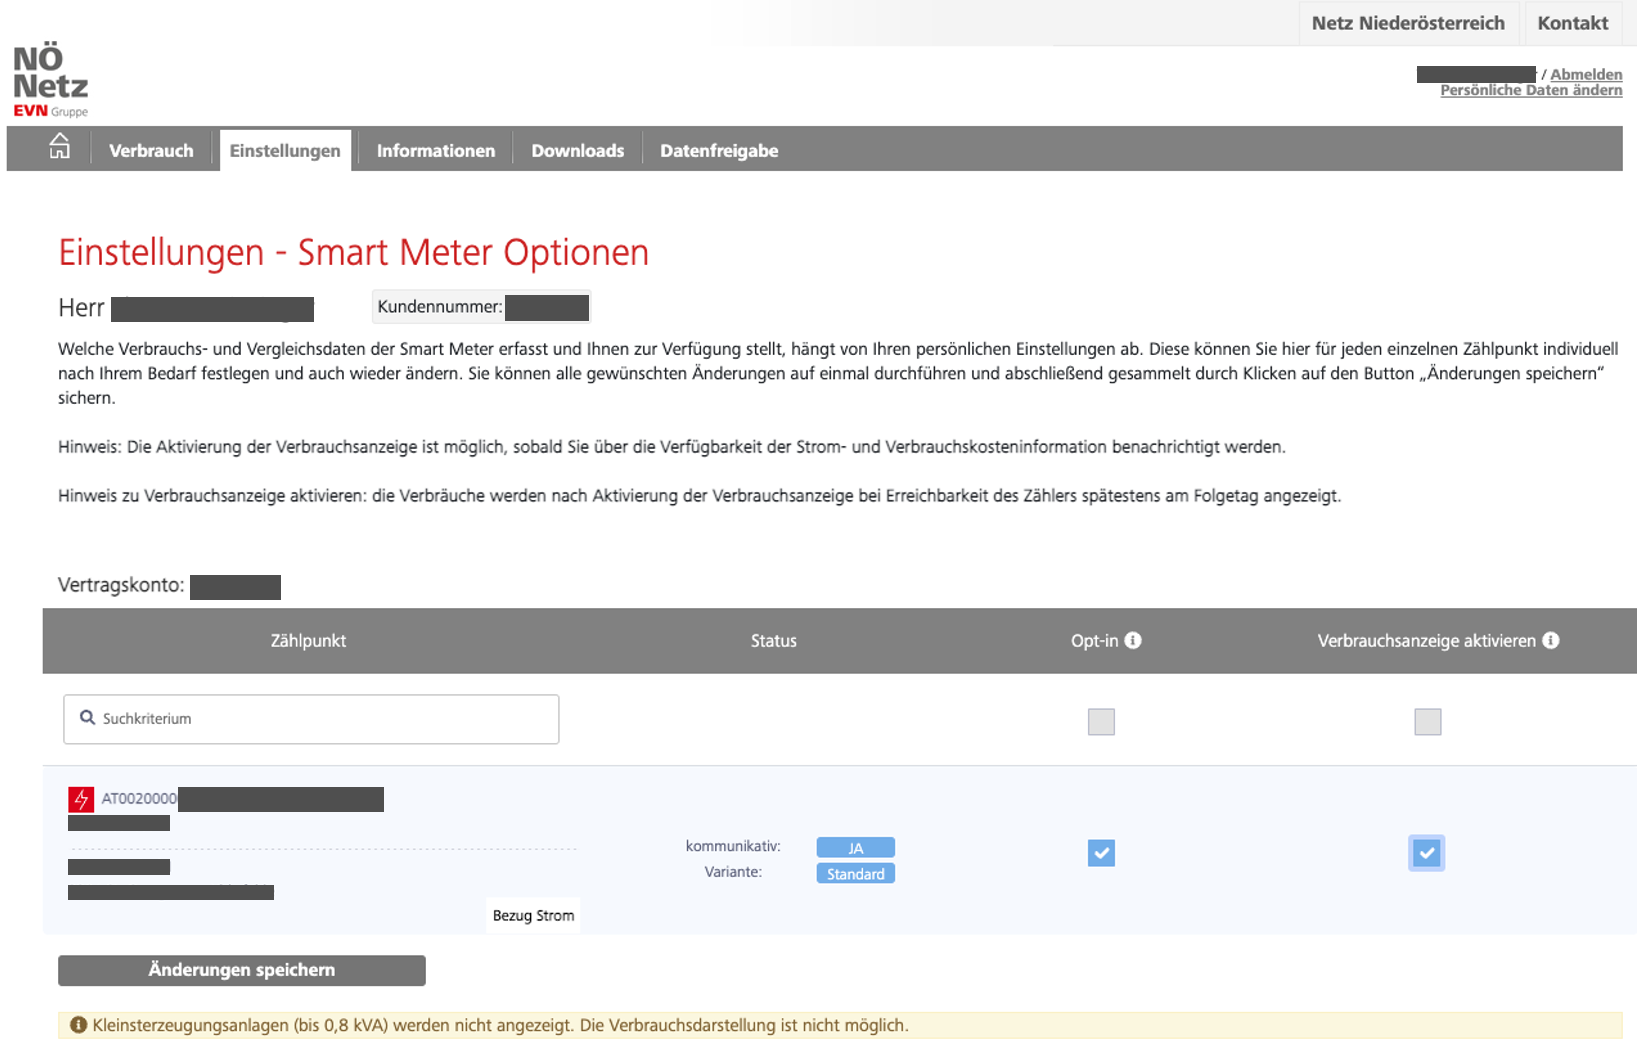 Netz Niederösterreich
Kontakt
NÖ
Netz
EVN Gruppe
/ Abmelden
Persönliche Daten ändern
Verbrauch
Einstellungen
Informationen
Downloads
Datenfreigabe
Einstellungen - Smart Meter Optionen
Herr
Kundennummer:
Welche Verbrauchs- und Vergleichsdaten der Smart Meter erfasst und Ihnen zur Verfügung stellt, hängt von Ihren persönlichen Einstellungen ab. Diese können Sie hier für jeden einzelnen Zählpunkt individuell
nach Ihrem Bedarf festlegen und auch wieder ändern. Sie können alle gewünschten Änderungen auf einmal durchführen und abschließend gesammelt durch Klicken auf den Button „Änderungen speichern“
sichern.
Hinweis: Die Aktivierung der Verbrauchsanzeige ist möglich, sobald Sie über die Verfügbarkeit der Strom- und Verbrauchskosteninformation benachrichtigt werden.
Hinweis zu Verbrauchsanzeige aktivieren: die Verbräuche werden nach Aktivierung der Verbrauchsanzeige bei Erreichbarkeit des Zählers spätestens am Folgetag angezeigt.
Vertragskonto:
Zählpunkt
Status
Opt-in
Verbrauchsanzeige aktivieren
Suchkriterium
AT0020000
kommunikativ:
JA
Variante:
Standard
Bezug Strom
Änderungen speichern
Kleinsterzeugungsanlagen (bis 0,8 kVA) werden nicht angezeigt. Die Verbrauchsdarstellung ist nicht möglich.